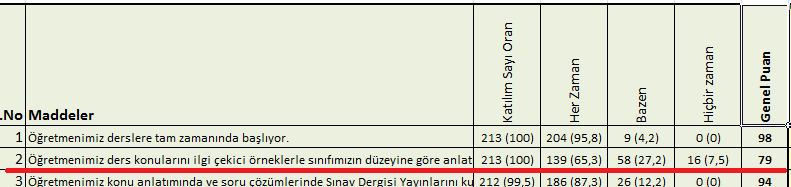 .No Maddeler Katılım Sayı Oran Her Zaman Bazen Hiçbir zaman Genel Puan
1 Öğretmenimiz derslere tam zamanında başlıyor. 213 (100) 204 (95,8) 9 (4,2) 0 (0) 98
2 Öğretmenimiz ders konularını ilgi çekici örneklerle sınıfımızın düzeyine göre anlat 213 (100) 139 (65,3) 58 (27,2) 16 (7,5) 79
3 Öğretmenimiz konu anlatımında ve soru çözümlerinde Sınav Dergisi Yayınlarını ku 212 (99,5) 186 (87,3) 26 (12,2) 0 (0) 94